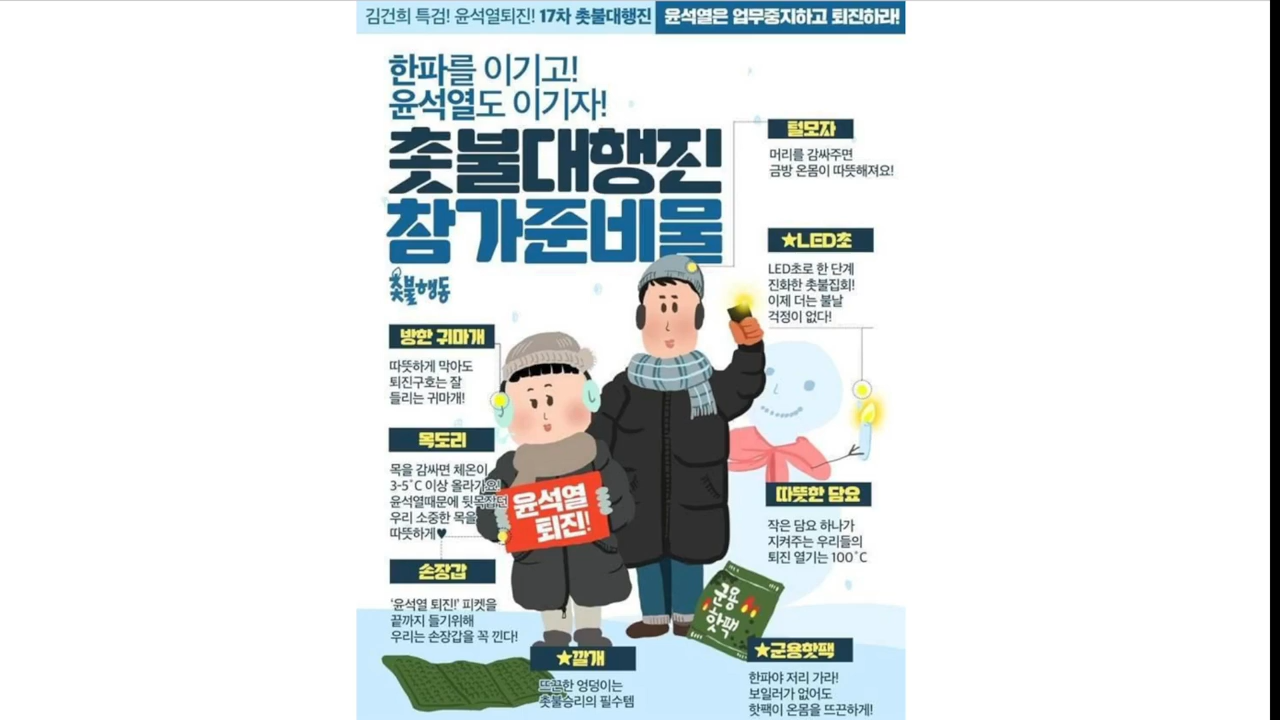 김건희 특검! 윤석열퇴진! 17차 촛불대행진 윤석열은 업무중지하고 퇴진하라!
한파를 이기고!
윤석열도 이기자!
촛불대행진
참가준비물
촛불행동
털모자
머리를 감싸주면
금방 온몸이 따뜻해져요!
★LED초
LED초로 한 단계
진화한 촛불집회!
이제 더는 불날
걱정이 없다!
방한 귀마개
따뜻하게 막아도
퇴진구호는 잘
들리는 귀마개!
목도리
목을 감싸면 체온이
3-5˚C 이상 올라가요!
윤석열때문에 뒷목잡던
우리 소중한 목을
따뜻하게♥
윤석열
퇴진!
따뜻한 담요
작은 담요 하나가
지켜주는 우리들의
퇴진 열기는 100˚C
손장갑
‘윤석열 퇴진!’ 피켓을
끝까지 들기위해
우리는 손장갑을 꼭 낀다!
군용
핫팩
★깔개
뜨끈한 엉덩이는
촛불승리의 필수템
★군용핫팩
한파야 저리 가라!
보일러가 없어도
핫팩이 온몸을 뜨끈하게!